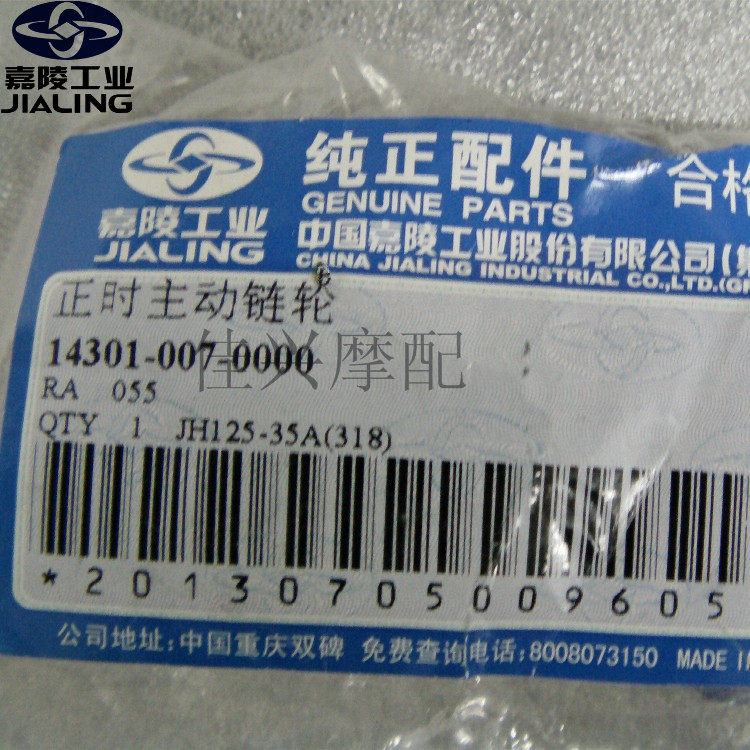 嘉陵工业
JIALING
嘉陵工业
JIALING
纯正配件
GENUINE PARTS
合格
中国嘉陵工业股份有限公司(集
CHINA JIALING INDUSTRIAL CO.,LTD.(GR
正时主动链轮
14301-007-0000
佳兴摩配
RA 055
QTY 1 JH125-35A(318)
*20130705009605
公司地址:中国重庆双碑 免费查询电话:8008073150 MADE IN